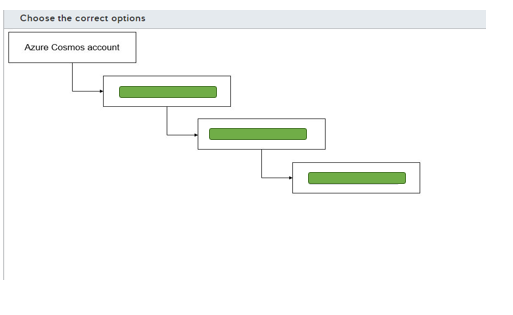 Choose the correct options
Azure Cosmos account